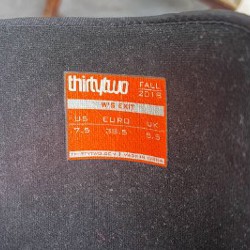 thirtytwo
FALL
2018
W'S EXIT
US EURO UK
7.5 38.5 5.5